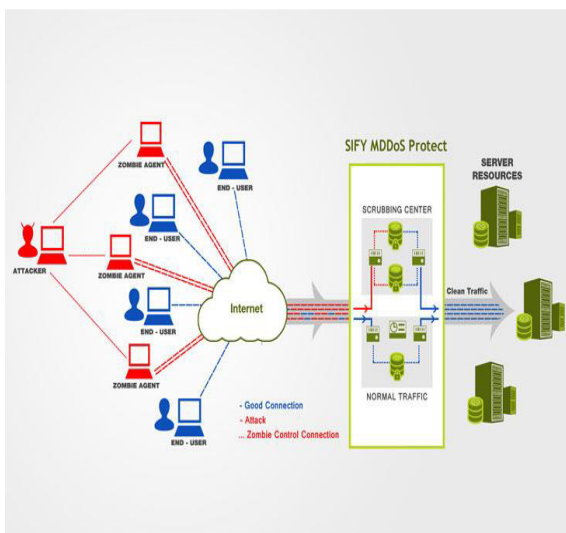 SIFY MDDoS Protect
ZOMBIE AGENT
END - USER
SERVER
RESOURCES
SCRUBBING CENTER
END - USER
ATTACKER
ZOMBIE AGENT
Internet
Clean Traffic
END - USER
ZOMBIE AGENT
NORMAL TRAFFIC
END - USER
- Good Connection
- Attack
... Zombie Control Connection